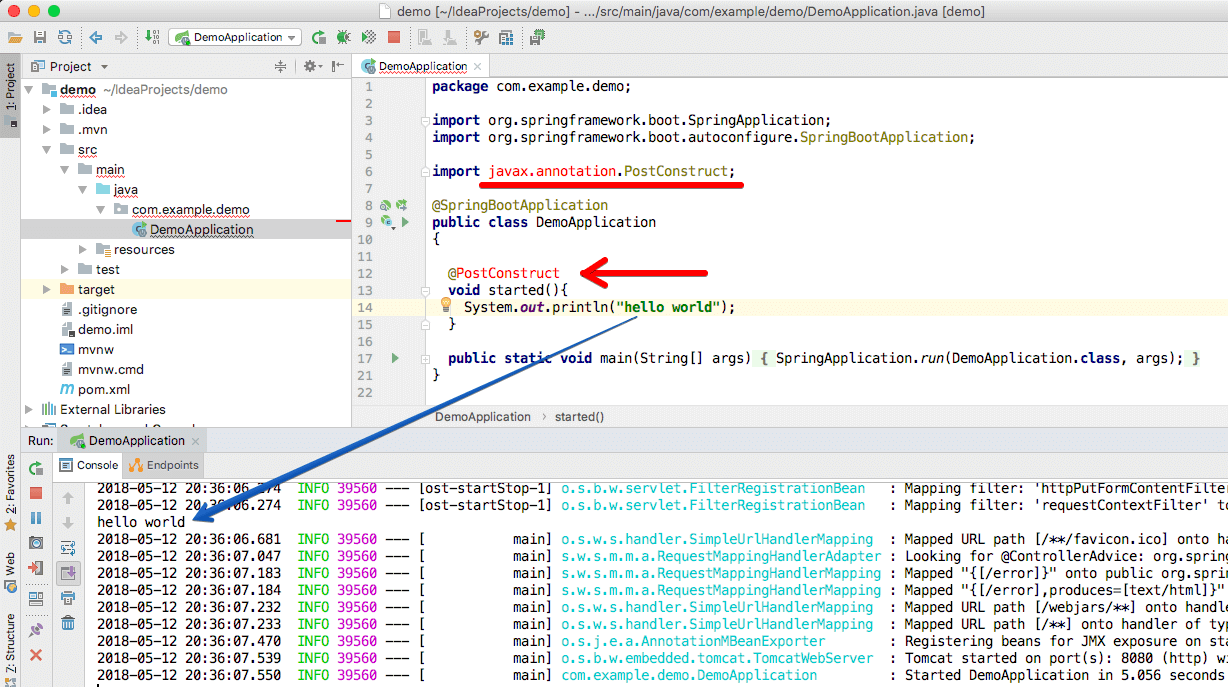 demo [~/IdeaProjects/demo] - .../src/main/java/com/example/demo/DemoApplication.java [demo]
DemoApplication
1: Project
Project
demo ~/IdeaProjects/demo
.idea
.mvn
src
main
java
com.example.demo
DemoApplication
resources
test
target
.gitignore
demo.iml
mvnw
mvnw.cmd
pom.xml
External Libraries
DemoApplication
1 package com.example.demo;
2
3 import org.springframework.boot.SpringApplication;
4 import org.springframework.boot.autoconfigure.SpringBootApplication;
5
6 import javax.annotation.PostConstruct;
7
8 @SpringBootApplication
9 public class DemoApplication
10 {
11
12 @PostConstruct
13 void started(){
14 System.out.println("hello world");
15 }
16
17 public static void main(String[] args) { SpringApplication.run(DemoApplication.class, args); }
21 }
22
DemoApplication › started()
Run: DemoApplication
Console Endpoints
2: Favorites
Web
Z: Structure
2018-05-12 20:36:06.274 INFO 39560 --- [ost-startStop-1] o.s.b.w.servlet.FilterRegistrationBean : Mapping filter: 'httpPutFormContentFilter
2018-05-12 20:36:06.274 INFO 39560 --- [ost-startStop-1] o.s.b.w.servlet.FilterRegistrationBean : Mapping filter: 'requestContextFilter' to
hello world
2018-05-12 20:36:06.681 INFO 39560 --- [ main] o.s.w.s.handler.SimpleUrlHandlerMapping : Mapped URL path [/**/favicon.ico] onto ha
2018-05-12 20:36:07.047 INFO 39560 --- [ main] s.w.s.m.m.a.RequestMappingHandlerAdapter : Looking for @ControllerAdvice: org.spring
2018-05-12 20:36:07.183 INFO 39560 --- [ main] s.w.s.m.m.a.RequestMappingHandlerMapping : Mapped "{[/error]}" onto public org.sprin
2018-05-12 20:36:07.184 INFO 39560 --- [ main] s.w.s.m.m.a.RequestMappingHandlerMapping : Mapped "{[/error],produces=[text/html]}"
2018-05-12 20:36:07.232 INFO 39560 --- [ main] o.s.w.s.handler.SimpleUrlHandlerMapping : Mapped URL path [/webjars/**] onto handle
2018-05-12 20:36:07.233 INFO 39560 --- [ main] o.s.w.s.handler.SimpleUrlHandlerMapping : Mapped URL path [/**] onto handler of typ
2018-05-12 20:36:07.470 INFO 39560 --- [ main] o.s.j.e.a.AnnotationMBeanExporter : Registering beans for JMX exposure on sta
2018-05-12 20:36:07.539 INFO 39560 --- [ main] o.s.b.w.embedded.tomcat.TomcatWebServer : Tomcat started on port(s): 8080 (http) wi
2018-05-12 20:36:07.550 INFO 39560 --- [ main] com.example.demo.DemoApplication : Started DemoApplication in 5.056 seconds